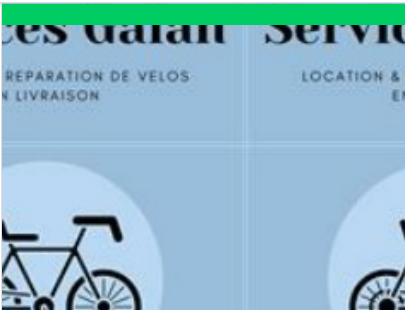 ces Galan Servic
REPARATION DE VELOS LOCATION &
N LIVRAISON EN